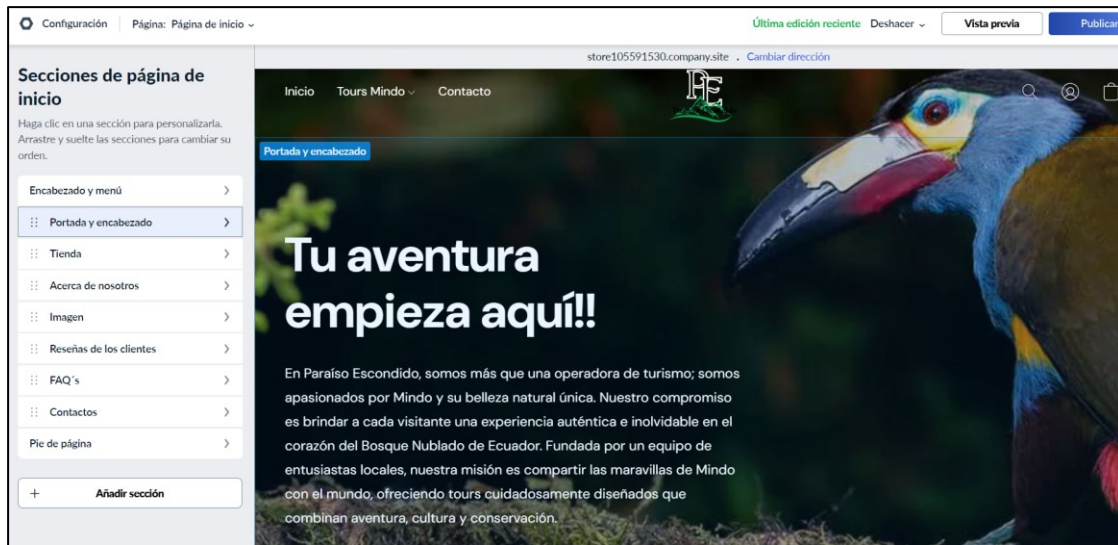 Configuración
Página: Página de inicio
Última edición reciente
Deshacer
Vista previa
Publicar
Secciones de página de
inicio
Haga clic en una sección para personalizarla.
Arrastre y suelte las secciones para cambiar su
orden.
Encabezado y menú
Portada y encabezado
Tienda
Acerca de nosotros
Imagen
Reseñas de los clientes
FAQ´s
Contactos
Pie de página
+ Añadir sección
store105591530.company.site . Cambiar dirección
Inicio
Tours Mindo
Contacto
PE
Portada y encabezado
Tu aventura
empieza aquí!!
En Paraíso Escondido, somos más que una operadora de turismo; somos
apasionados por Mindo y su belleza natural única. Nuestro compromiso
es brindar a cada visitante una experiencia auténtica e inolvidable en el
corazón del Bosque Nublado de Ecuador. Fundada por un equipo de
entusiastas locales, nuestra misión es compartir las maravillas de Mindo
con el mundo, ofreciendo tours cuidadosamente diseñados que
combinan aventura, cultura y conservación.